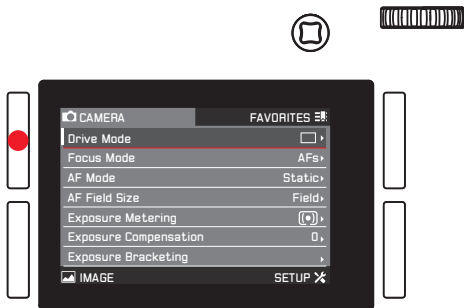 CAMERA FAVORITES
Drive Mode
Focus Mode AFs
AF Mode Static
AF Field Size Field
Exposure Metering
Exposure Compensation 0
Exposure Bracketing
IMAGE SETUP